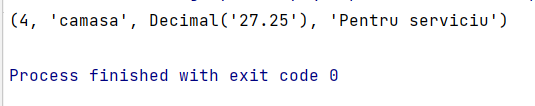 (4, 'camasa', Decimal('27.25'), 'Pentru serviciu')
Process finished with exit code 0